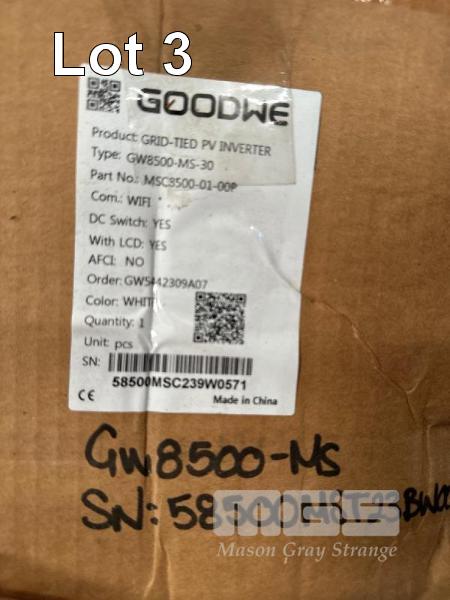 Lot 3
GOODWE
Product: GRID-TIED PV INVERTER
Type: GW8500-MS-30
Part No.: MSC8500-01-00P
Com.: WIFI
DC Switch: YES
With LCD: YES
AFCI: NO
Order: GW5442309A07
Color: WHITE
Quantity: 1
Unit: pcs
SN:
58500MSC239W0571
CE Made in China
GW8500-MS
SN:
Mason Gray Strange